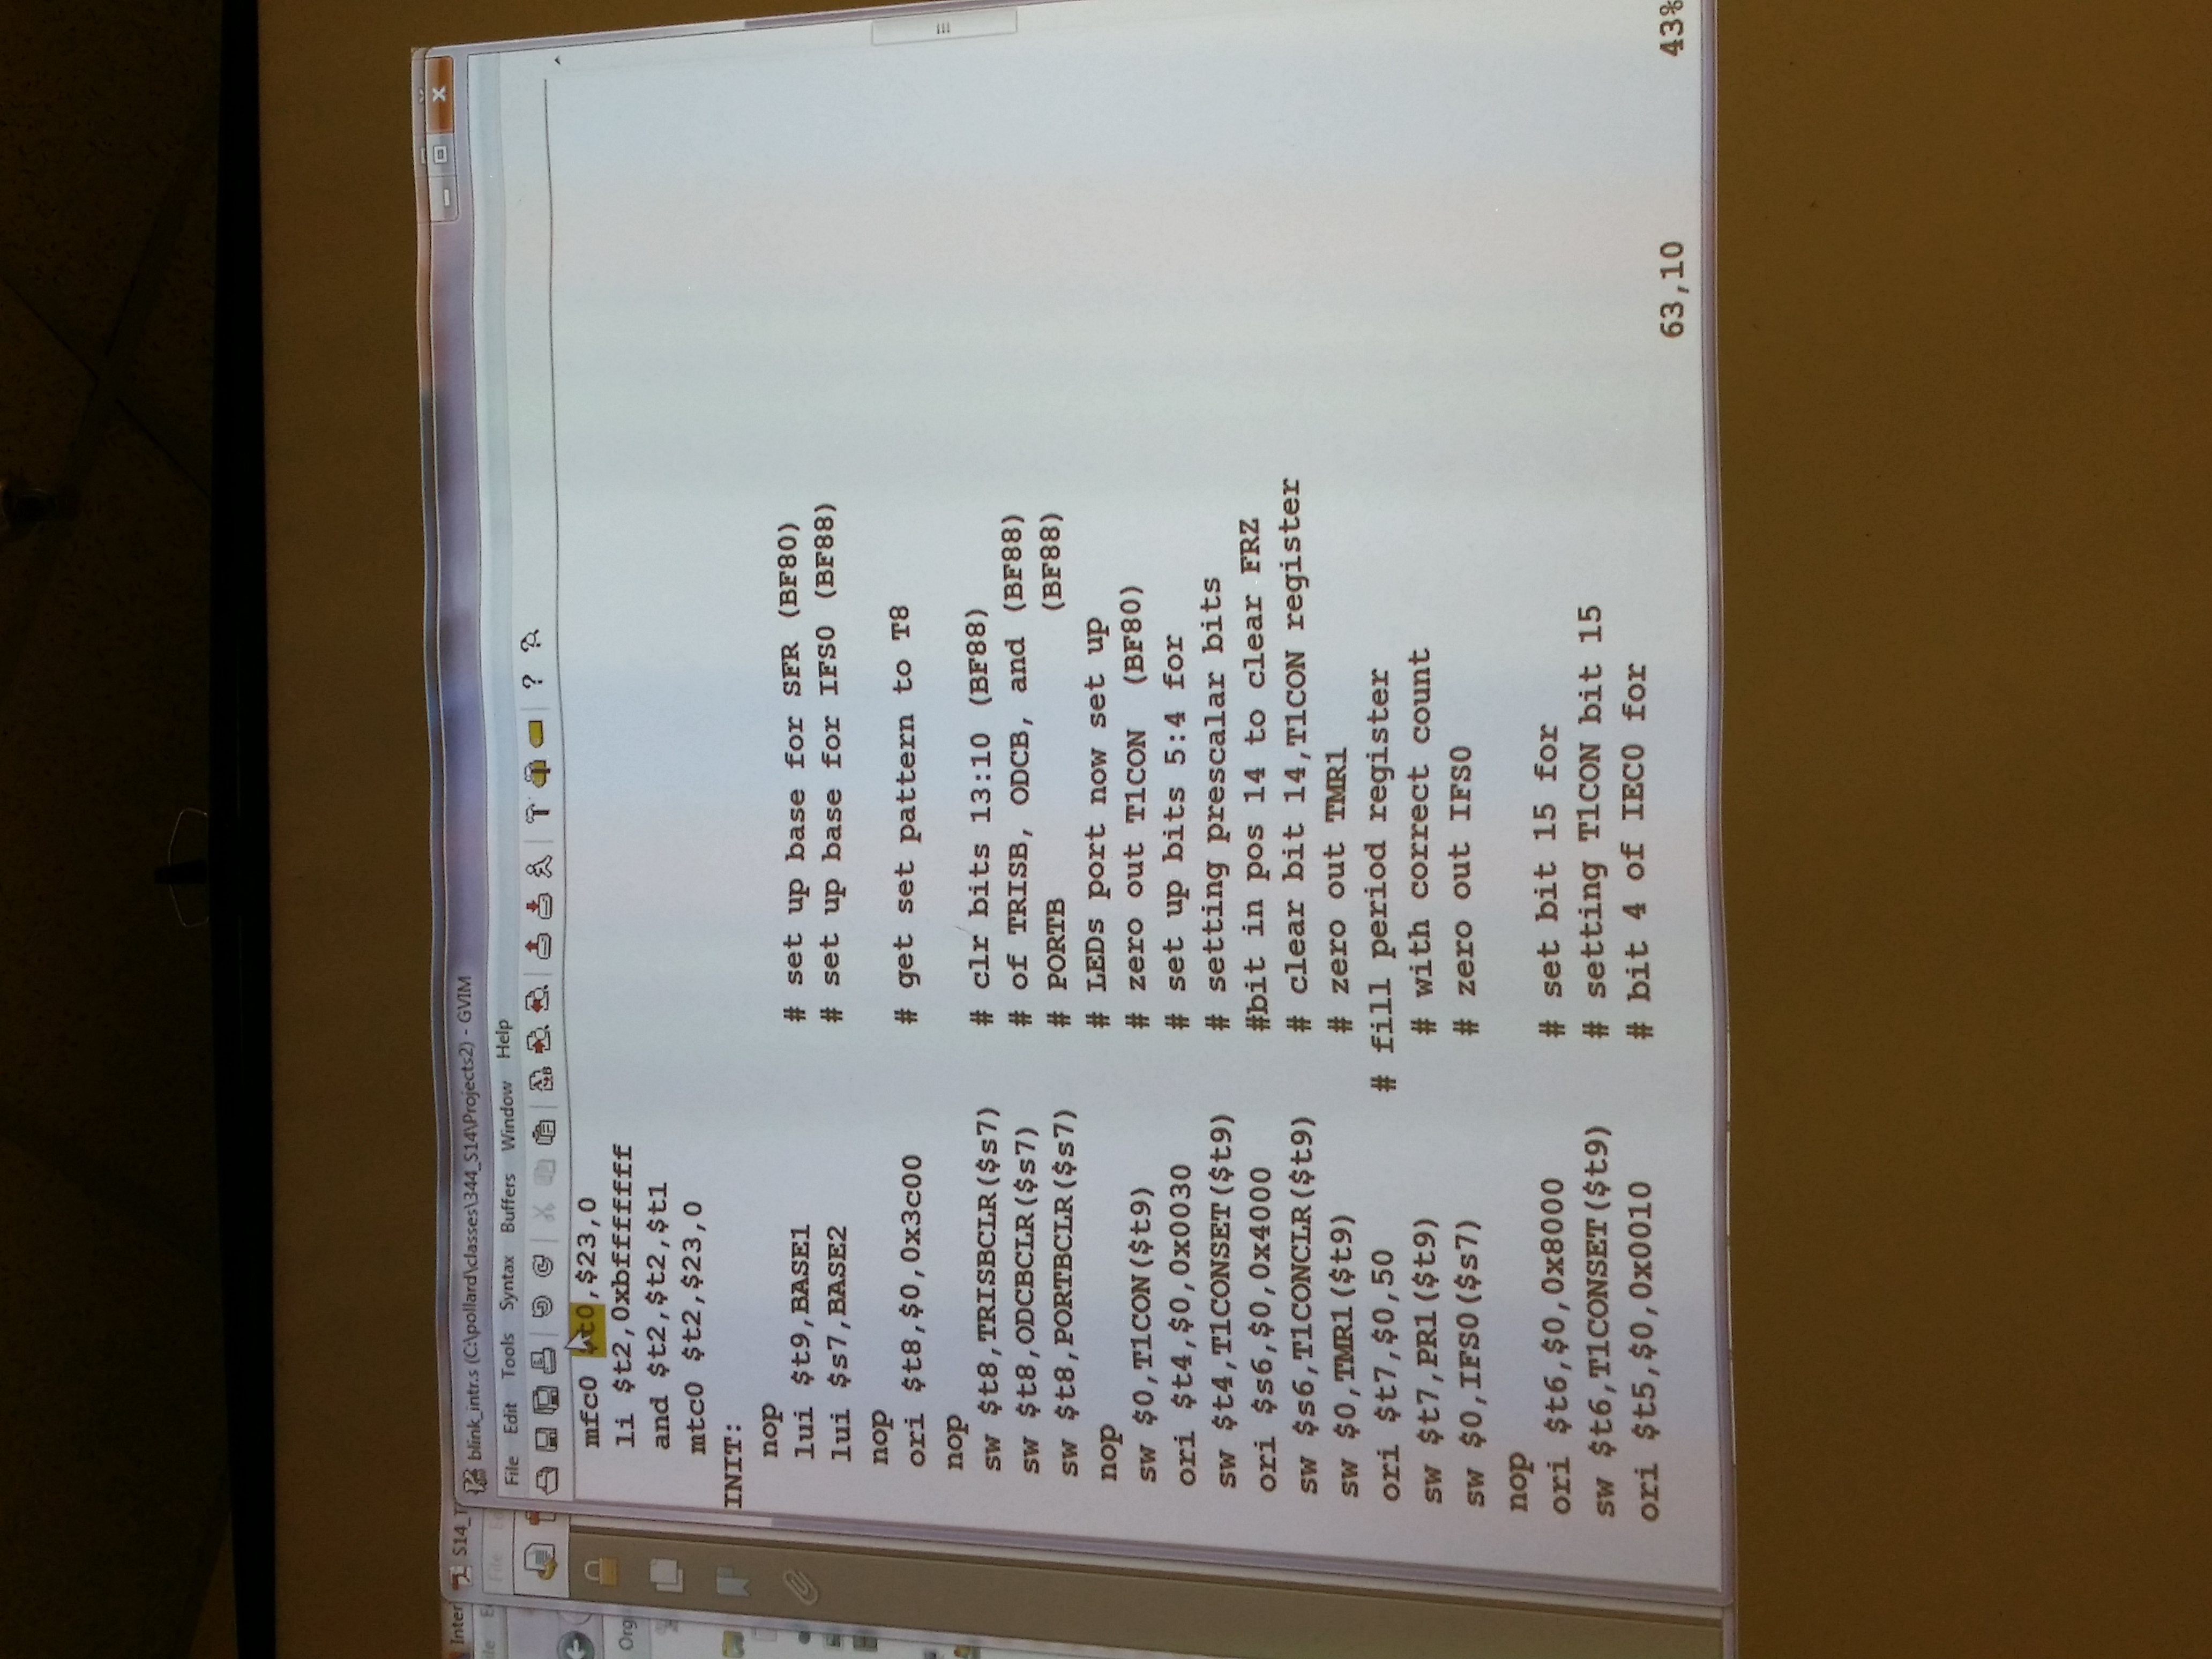 Inter
S14_T
blink_intr.s (C:\pollard\classes\344_S14\Projects2) - GVIM
File Edit Tools Syntax Buffers Window Help
mfc0 $t0,$23,0
li $t2,0xbfffffff
and $t2,$t2,$t1
mtc0 $t2,$23,0
INIT:
nop
lui $t9,BASE1 # set up base for SFR (BF80)
lui $s7,BASE2 # set up base for IFS0 (BF88)
nop
ori $t8,$0,0x3c00 # get set pattern to T8
nop
sw $t8,TRISBCLR($s7) # clr bits 13:10 (BF88)
sw $t8,ODCBCLR($s7) # of TRISB, ODCB, and (BF88)
sw $t8,PORTBCLR($s7) # PORTB (BF88)
nop # LEDs port now set up
sw $0,T1CON($t9) # zero out T1CON (BF80)
ori $t4,$0,0x0030 # set up bits 5:4 for
sw $t4,T1CONSET($t9) # setting prescalar bits
ori $s6,$0,0x4000 #bit in pos 14 to clear FRZ
sw $s6,T1CONCLR($t9) # clear bit 14,T1CON register
sw $0,TMR1($t9) # zero out TMR1
ori $t7,$0,50 # fill period register
sw $t7,PR1($t9) # with correct count
sw $0,IFS0($s7) # zero out IFS0
nop
ori $t6,$0,0x8000 # set bit 15 for
sw $t6,T1CONSET($t9) # setting T1CON bit 15
ori $t5,$0,0x0010 # bit 4 of IEC0 for
63,10 43%
Org